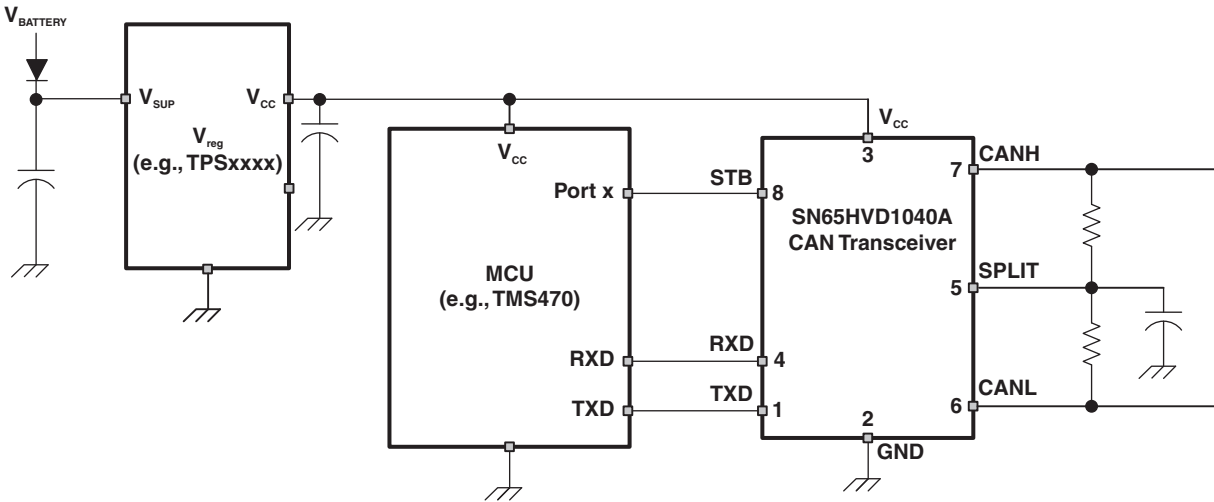 VBATTERY
VSUP
VCC
Vreg
(e.g., TPSxxxx)
VCC
Port x
MCU
(e.g., TMS470)
RXD
TXD
STB
RXD
TXD
VCC
3
8
4
1
SN65HVD1040A
CAN Transceiver
2
GND
7
CANH
5
SPLIT
6
CANL